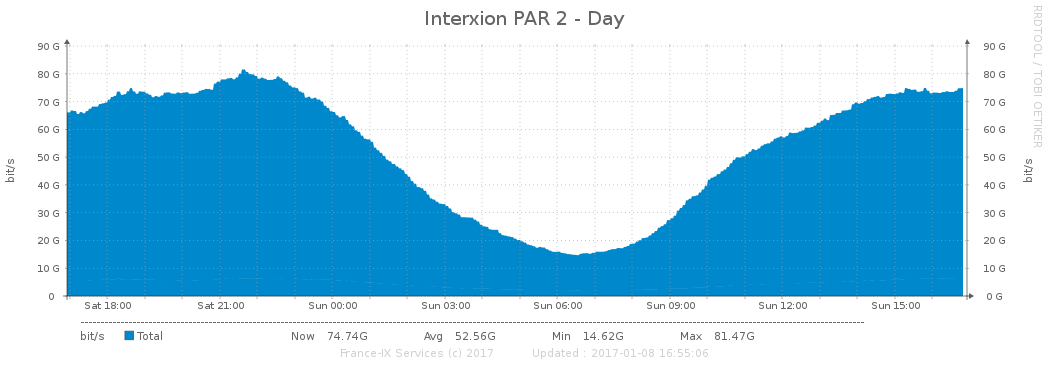 Interxion PAR 2 - Day
RRDTOOL / TOBI OETIKER
90 G 90 G
80 G 80 G
70 G 70 G
60 G 60 G
50 G 50 G
40 G 40 G
30 G 30 G
20 G 20 G
10 G 10 G
0 0 G
bit/s bit/s
Sat 18:00 Sat 21:00 Sun 00:00 Sun 03:00 Sun 06:00 Sun 09:00 Sun 12:00 Sun 15:00
bit/s Total Now 74.74G Avg 52.56G Min 14.62G Max 81.47G
France-IX Services (c) 2017 Updated : 2017-01-08 16:55:06